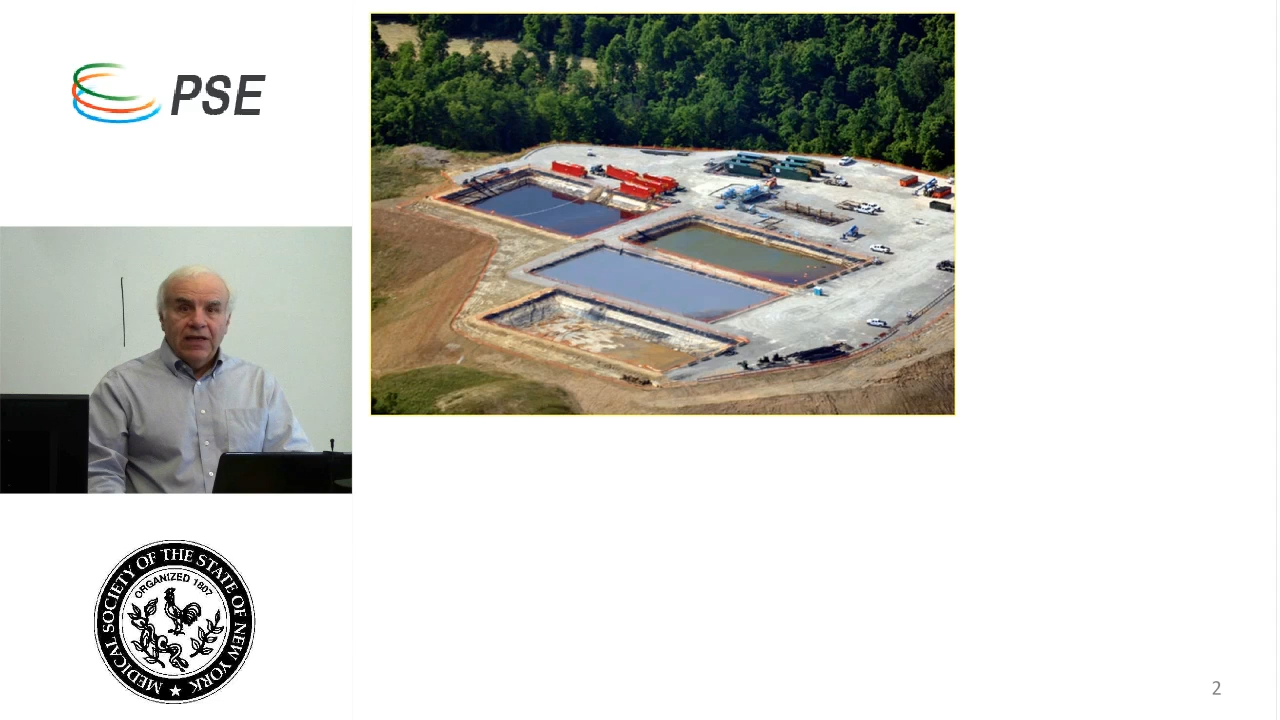 PSE
MEDICAL SOCIETY OF THE STATE OF NEW YORK
ORGANIZED 1807
2